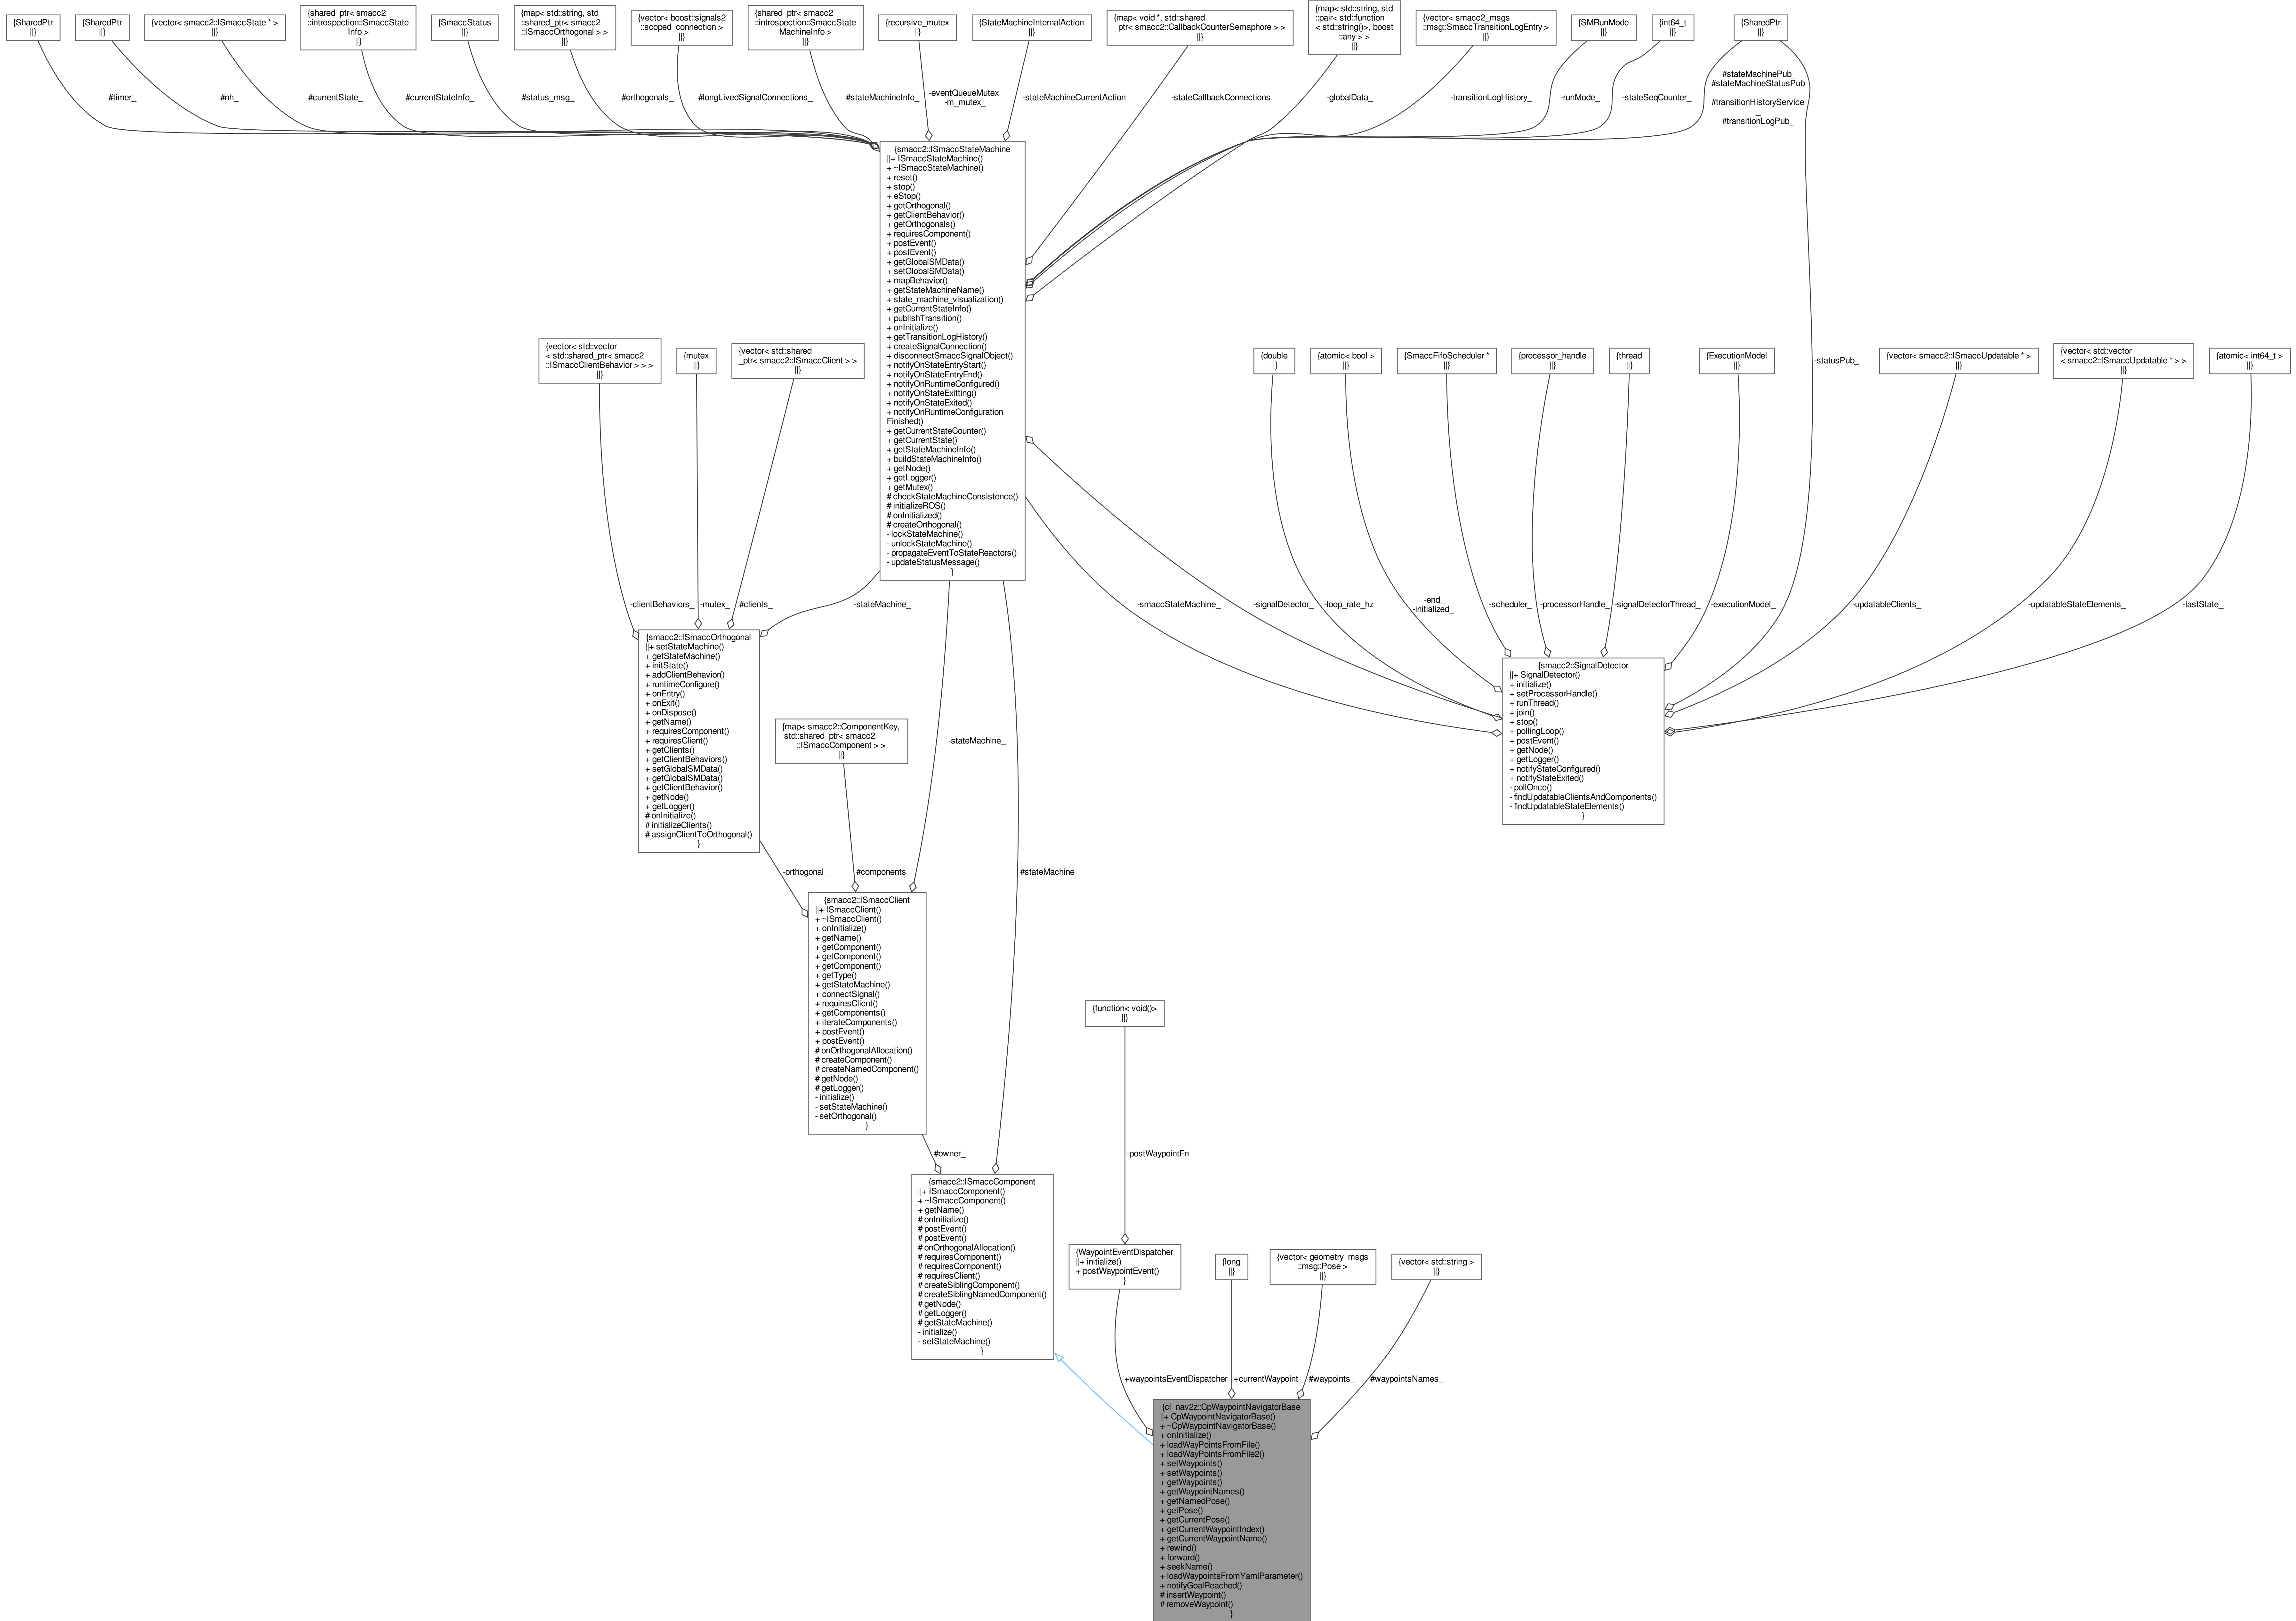 {SharedPtr
||}
{SharedPtr
||}
{vector< smacc2::ISmaccState * >
||}
{shared_ptr< smacc2
::introspection::SmaccState
Info >
||}
{SmaccStatus
||}
{map< std::string, std
::shared_ptr< smacc2
::ISmaccOrthogonal > >
||}
{vector< boost::signals2
::scoped_connection >
||}
{shared_ptr< smacc2
::introspection::SmaccState
MachineInfo >
||}
{recursive_mutex
||}
{StateMachineInternalAction
||}
{map< void *, std::shared
_ptr< smacc2::CallbackCounterSemaphore > >
||}
{map< std::string, std
::pair< std::function
< std::string()>, boost
::any > >
||}
{vector< smacc2_msgs
::msg::SmaccTransitionLogEntry >
||}
{SMRunMode
||}
{int64_t
||}
{SharedPtr
||}
#timer_
#nh_
#currentState_
#currentStateInfo_
#status_msg_
#orthogonals_
#longLivedSignalConnections_
#stateMachineInfo_
-eventQueueMutex_
-m_mutex_
-stateMachineCurrentAction
-stateCallbackConnections
-globalData_
-transitionLogHistory_
-runMode_
-stateSeqCounter_
#stateMachinePub_
#stateMachineStatusPub
_
#transitionHistoryService
_
#transitionLogPub_
{smacc2::ISmaccStateMachine
||+ ISmaccStateMachine()
+ ~ISmaccStateMachine()
+ reset()
+ stop()
+ eStop()
+ getOrthogonal()
+ getClientBehavior()
+ getOrthogonals()
+ requiresComponent()
+ postEvent()
+ postEvent()
+ getGlobalSMData()
+ setGlobalSMData()
+ mapBehavior()
+ getStateMachineName()
+ state_machine_visualization()
+ getCurrentStateInfo()
+ publishTransition()
+ onInitialize()
+ getTransitionLogHistory()
+ createSignalConnection()
+ disconnectSmaccSignalObject()
+ notifyOnStateEntryStart()
+ notifyOnStateEntryEnd()
+ notifyOnRuntimeConfigured()
+ notifyOnStateExitting()
+ notifyOnStateExited()
+ notifyOnRuntimeConfiguration
Finished()
+ getCurrentStateCounter()
+ getCurrentState()
+ getStateMachineInfo()
+ buildStateMachineInfo()
+ getNode()
+ getLogger()
+ getMutex()
# checkStateMachineConsistence()
# initializeROS()
# onInitialized()
# createOrthogonal()
- lockStateMachine()
- unlockStateMachine()
- propagateEventToStateReactors()
- updateStatusMessage()
}
{vector< std::vector
< std::shared_ptr< smacc2
::ISmaccClientBehavior > > >
||}
{mutex
||}
{vector< std::shared
_ptr< smacc2::ISmaccClient > >
||}
{double
||}
{atomic< bool >
||}
{SmaccFifoScheduler *
||}
{processor_handle
||}
{thread
||}
{ExecutionModel
||}
-statusPub_
{vector< smacc2::ISmaccUpdatable * >
||}
{vector< std::vector
< smacc2::ISmaccUpdatable * > >
||}
{atomic< int64_t >
||}
-clientBehaviors_
-mutex_
#clients_
-stateMachine_
-smaccStateMachine_
-signalDetector_
-loop_rate_hz
-end_
-initialized_
-scheduler_
-processorHandle_
-signalDetectorThread_
-executionModel_
-updatableClients_
-updatableStateElements_
-lastState_
{smacc2::ISmaccOrthogonal
||+ setStateMachine()
+ getStateMachine()
+ initState()
+ addClientBehavior()
+ runtimeConfigure()
+ onEntry()
+ onExit()
+ onDispose()
+ getName()
+ requiresComponent()
+ requiresClient()
+ getClients()
+ getClientBehaviors()
+ setGlobalSMData()
+ getGlobalSMData()
+ getClientBehavior()
+ getNode()
+ getLogger()
# onInitialize()
# initializeClients()
# assignClientToOrthogonal()
}
{smacc2::SignalDetector
||+ SignalDetector()
+ initialize()
+ setProcessorHandle()
+ runThread()
+ join()
+ stop()
+ pollingLoop()
+ postEvent()
+ getNode()
+ getLogger()
+ notifyStateConfigured()
+ notifyStateExited()
- pollOnce()
- findUpdatableClientsAndComponents()
- findUpdatableStateElements()
}
{map< smacc2::ComponentKey,
std::shared_ptr< smacc2
::ISmaccComponent > >
||}
-stateMachine_
-orthogonal_
#components_
#stateMachine_
{smacc2::ISmaccClient
||+ ISmaccClient()
+ ~ISmaccClient()
+ onInitialize()
+ getName()
+ getComponent()
+ getComponent()
+ getComponent()
+ getType()
+ getStateMachine()
+ connectSignal()
+ requiresClient()
+ getComponents()
+ iterateComponents()
+ postEvent()
+ postEvent()
# onOrthogonalAllocation()
# createComponent()
# createNamedComponent()
# getNode()
# getLogger()
- initialize()
- setStateMachine()
- setOrthogonal()
}
{function< void()>
||}
#owner_
-postWaypointFn
{smacc2::ISmaccComponent
||+ ISmaccComponent()
+ ~ISmaccComponent()
+ getName()
# onInitialize()
# postEvent()
# postEvent()
# onOrthogonalAllocation()
# requiresComponent()
# requiresComponent()
# requiresClient()
# createSiblingComponent()
# createSiblingNamedComponent()
# getNode()
# getLogger()
# getStateMachine()
- initialize()
- setStateMachine()
}
{WaypointEventDispatcher
||+ initialize()
+ postWaypointEvent()
}
{long
||}
{vector< geometry_msgs
::msg::Pose >
||}
{vector< std::string >
||}
+waypointsEventDispatcher
+currentWaypoint_
#waypoints_
#waypointsNames_
{cl_nav2z::CpWaypointNavigatorBase
||+ CpWaypointNavigatorBase()
+ ~CpWaypointNavigatorBase()
+ onInitialize()
+ loadWayPointsFromFile()
+ loadWayPointsFromFile2()
+ setWaypoints()
+ setWaypoints()
+ getWaypoints()
+ getWaypointNames()
+ getNamedPose()
+ getPose()
+ getCurrentPose()
+ getCurrentWaypointIndex()
+ getCurrentWaypointName()
+ rewind()
+ forward()
+ seekName()
+ loadWaypointsFromYamlParameter()
+ notifyGoalReached()
# insertWaypoint()
# removeWaypoint()
}